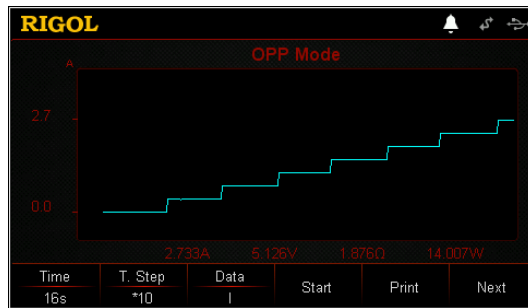 RIGOL
OPP Mode
A
2.7
0.0
2.733A 5.126V 1.876Ω 14.007W
Time T. Step Data Start Print Next
16s *10 I